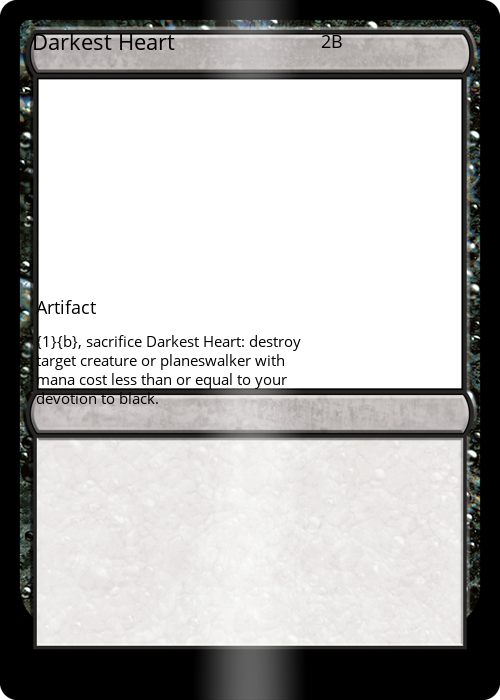 Darkest Heart 2B
Artifact
{1}{b}, sacrifice Darkest Heart: destroy
target creature or planeswalker with
mana cost less than or equal to your
devotion to black.